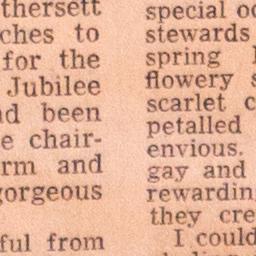 thersett
ches to
for the
Jubilee
d been
e chair-
rm and
gorgeous
ful from
special oc
stewards
spring
flowery s
scarlet c
petalled
envious.
gay and
rewarding
they cre
I could